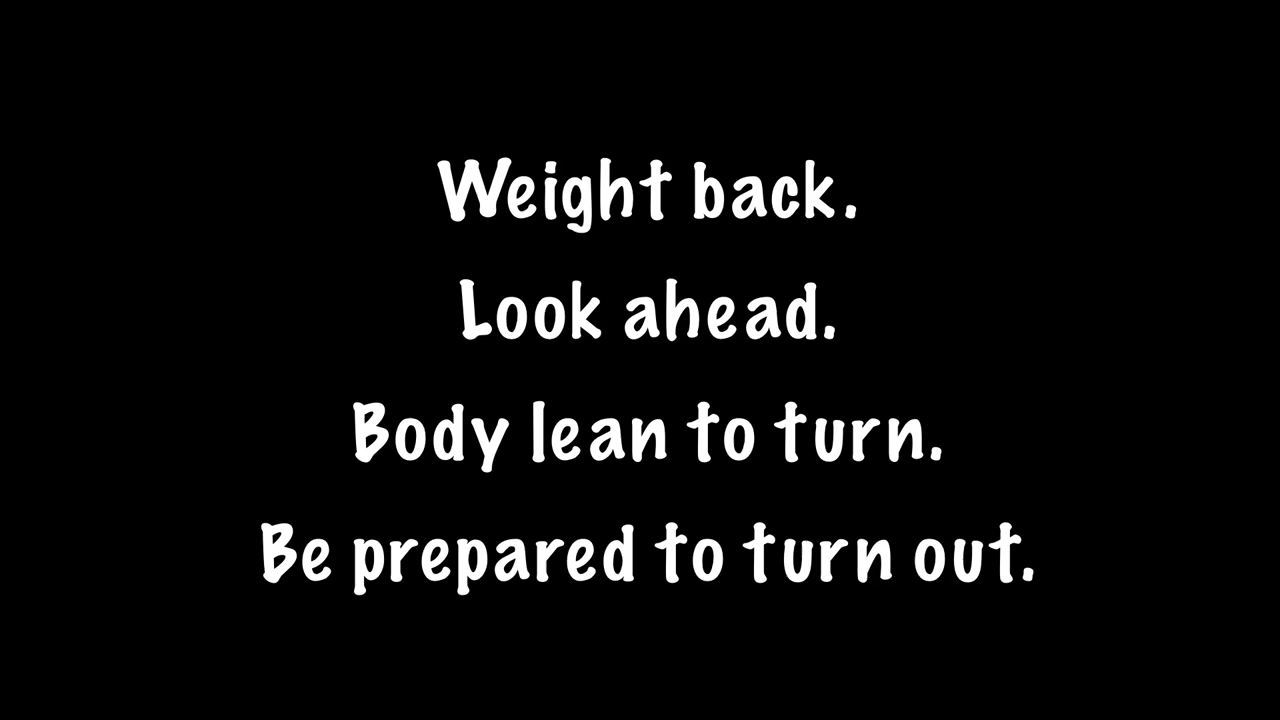 Weight back.
Look ahead.
Body lean to turn.
Be prepared to turn out.